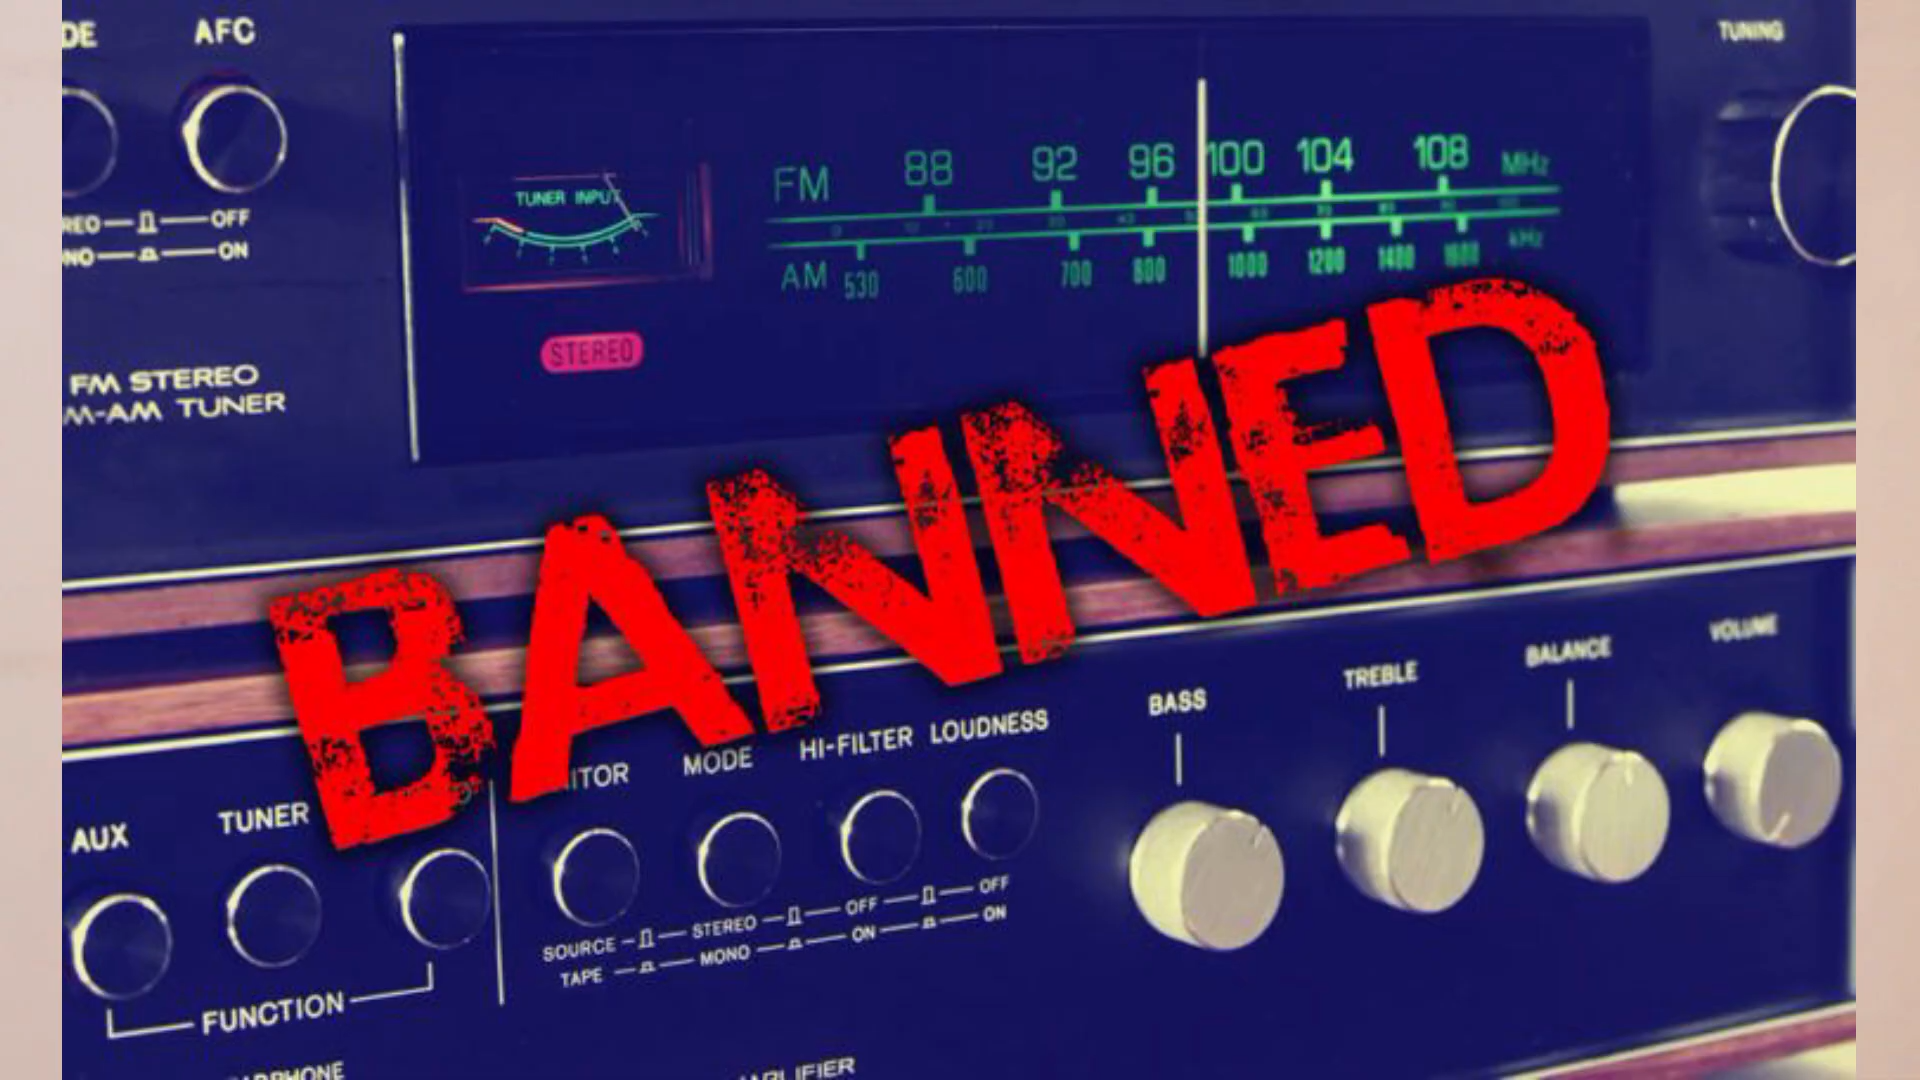 DE AFC
TUNING
REO OFF
NO ON
TUNER INPUT
FM 88 92 96 100 104 108 MHz
AM 530 600 700 800 1000 1200 1400 1600 kHz
STEREO
FM STEREO
M-AM TUNER
BANNED
AUX TUNER ITOR MODE HI-FILTER LOUDNESS BASS TREBLE BALANCE VOLUME
SOURCE STEREO OFF OFF
TAPE MONO ON ON
FUNCTION